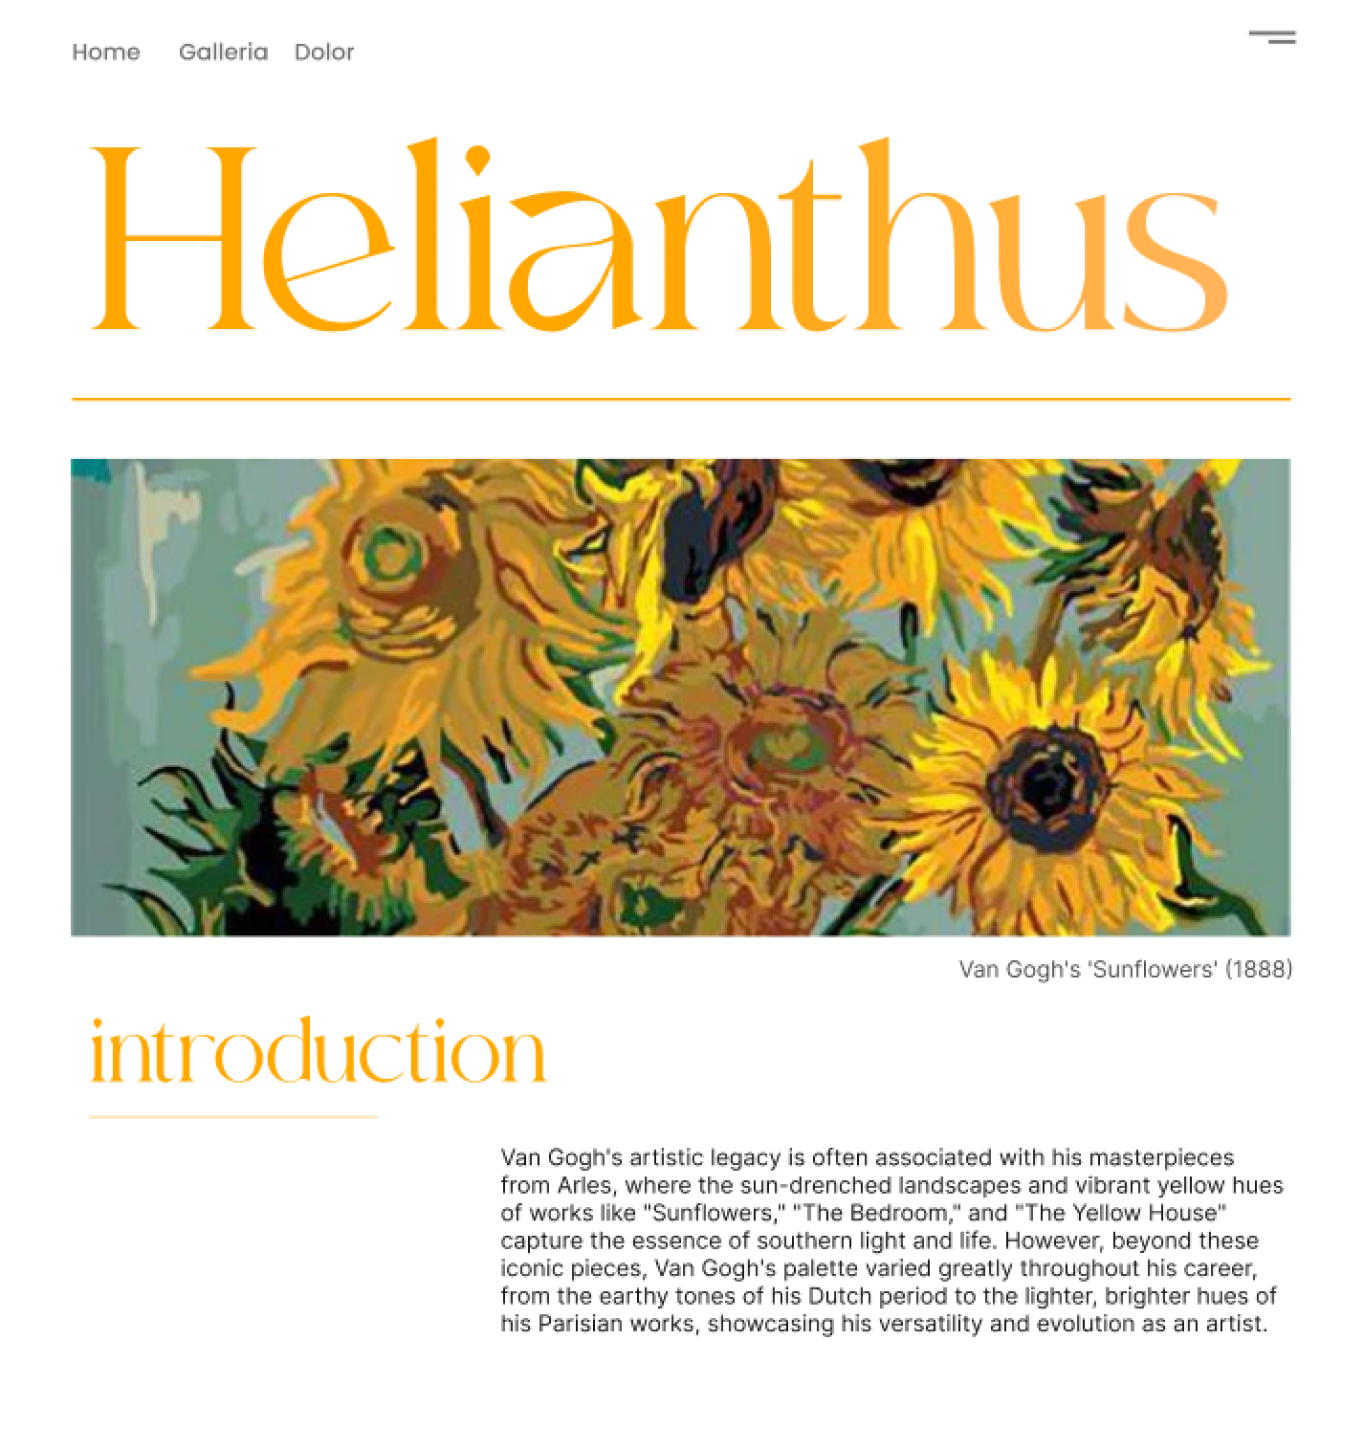 Home Galleria Dolor
Helianthus
Van Gogh's 'Sunflowers' (1888)
introduction
Van Gogh's artistic legacy is often associated with his masterpieces
from Arles, where the sun-drenched landscapes and vibrant yellow hues
of works like "Sunflowers," "The Bedroom," and "The Yellow House"
capture the essence of southern light and life. However, beyond these
iconic pieces, Van Gogh's palette varied greatly throughout his career,
from the earthy tones of his Dutch period to the lighter, brighter hues of
his Parisian works, showcasing his versatility and evolution as an artist.